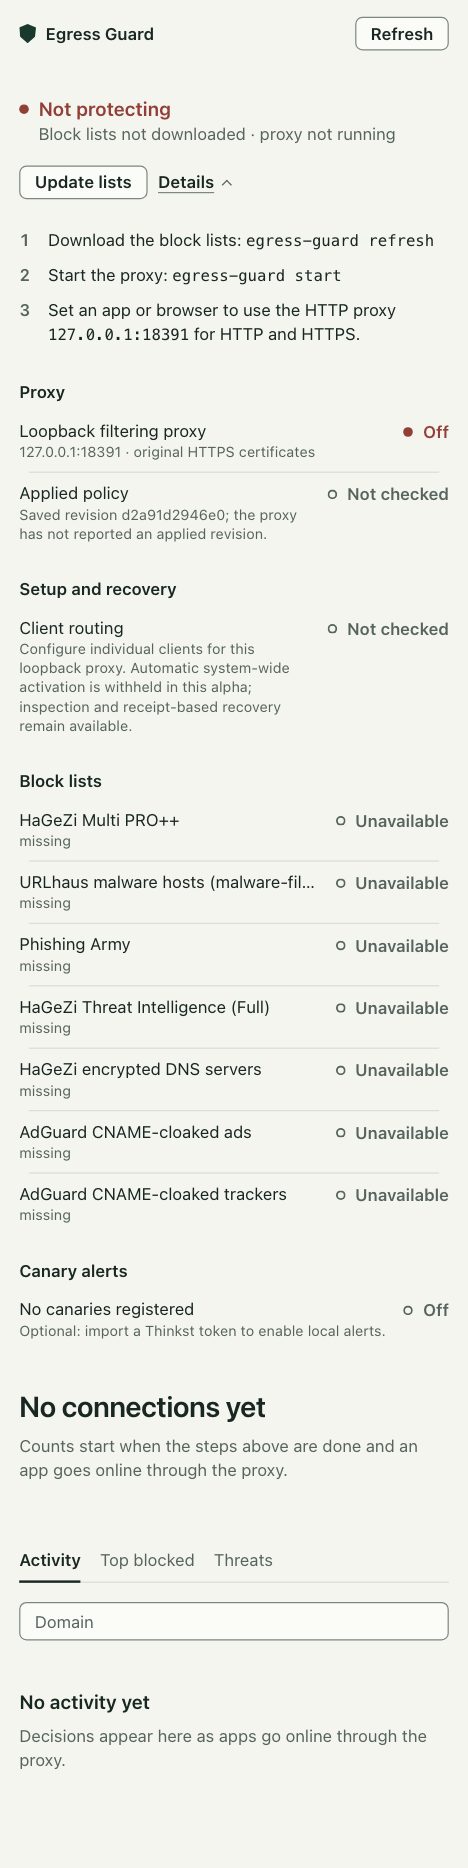 Egress Guard
Refresh
Not protecting
Block lists not downloaded · proxy not running
Update lists
Details
1 Download the block lists: egress-guard refresh
2 Start the proxy: egress-guard start
3 Set an app or browser to use the HTTP proxy
127.0.0.1:18391 for HTTP and HTTPS.
Proxy
Loopback filtering proxy
Off
127.0.0.1:18391 · original HTTPS certificates
Applied policy
Not checked
Saved revision d2a91d2946e0; the proxy
has not reported an applied revision.
Setup and recovery
Client routing
Not checked
Configure individual clients for this
loopback proxy. Automatic system-wide
activation is withheld in this alpha;
inspection and receipt-based recovery
remain available.
Block lists
HaGeZi Multi PRO++
Unavailable
missing
URLhaus malware hosts (malware-fil...
Unavailable
missing
Phishing Army
Unavailable
missing
HaGeZi Threat Intelligence (Full)
Unavailable
missing
HaGeZi encrypted DNS servers
Unavailable
missing
AdGuard CNAME-cloaked ads
Unavailable
missing
AdGuard CNAME-cloaked trackers
Unavailable
missing
Canary alerts
No canaries registered
Off
Optional: import a Thinkst token to enable local alerts.
No connections yet
Counts start when the steps above are done and an
app goes online through the proxy.
Activity
Top blocked
Threats
Domain
No activity yet
Decisions appear here as apps go online through the
proxy.